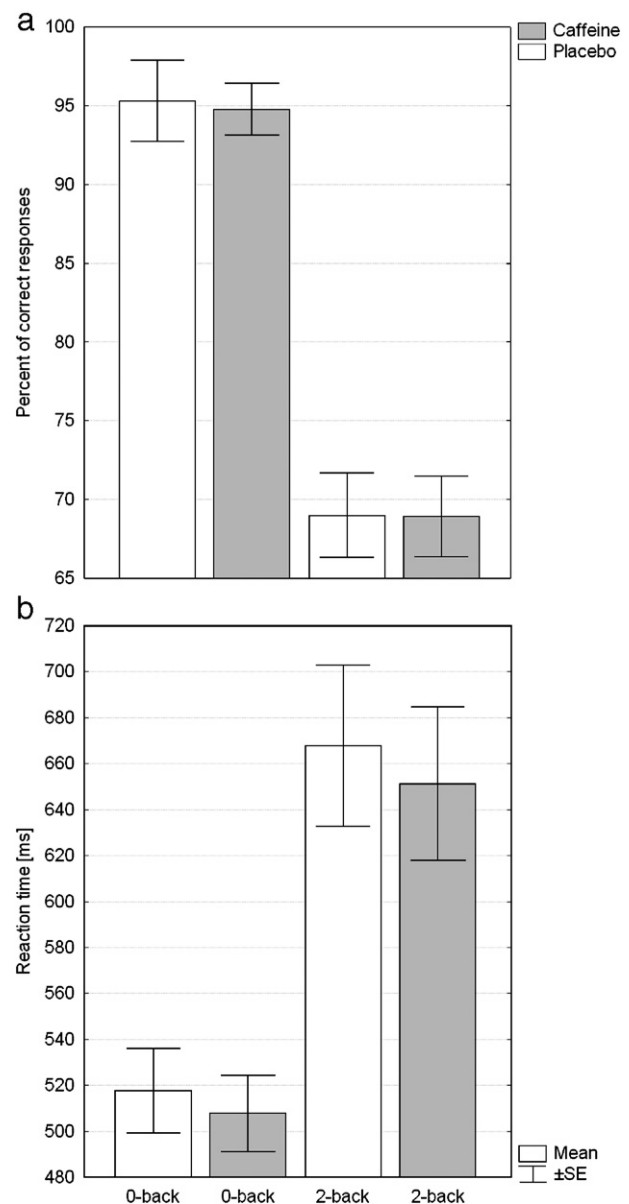 a
Caffeine
Placebo
100
95
90
85
80
75
70
65
Percent of correct responses
b
720
700
680
660
640
620
600
580
560
540
520
500
480
Reaction time [ms]
0-back 0-back 2-back 2-back
Mean
±SE